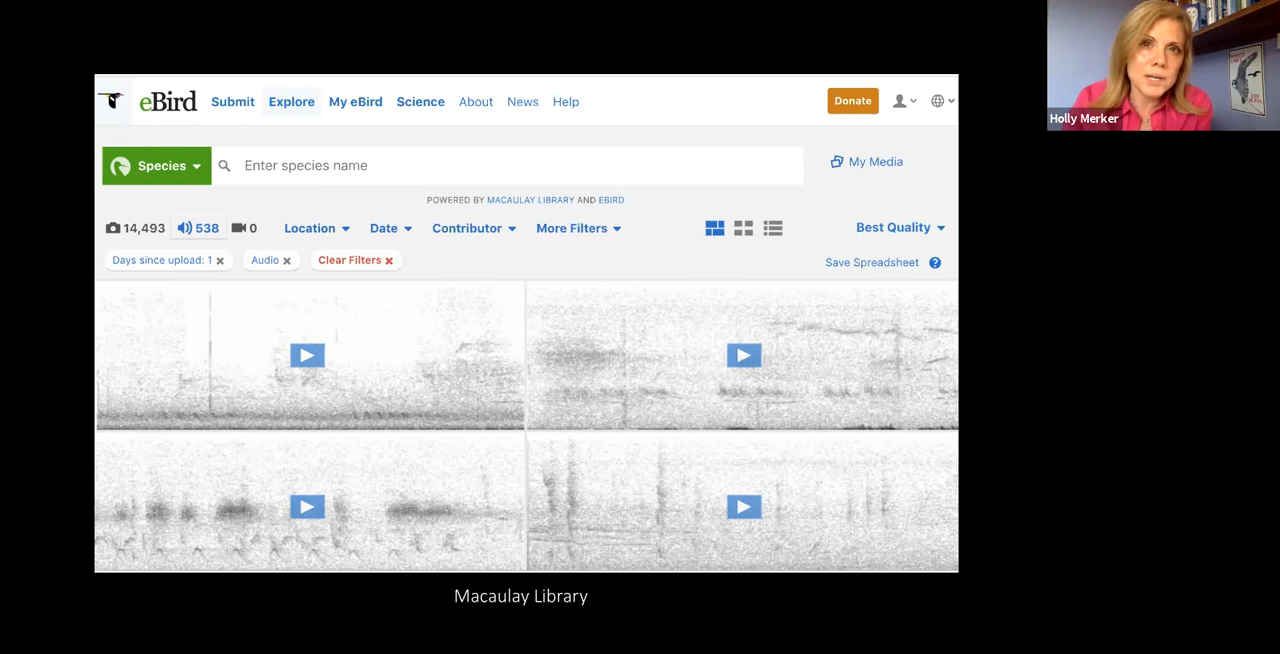 eBird Submit Explore My eBird Science About News Help Donate
Holly Merker
Species Enter species name My Media
POWERED BY MACAULAY LIBRARY AND EBIRD
14,493 538 0 Location Date Contributor More Filters Best Quality
Days since upload: 1 x Audio x Clear Filters x Save Spreadsheet ?
Macaulay Library